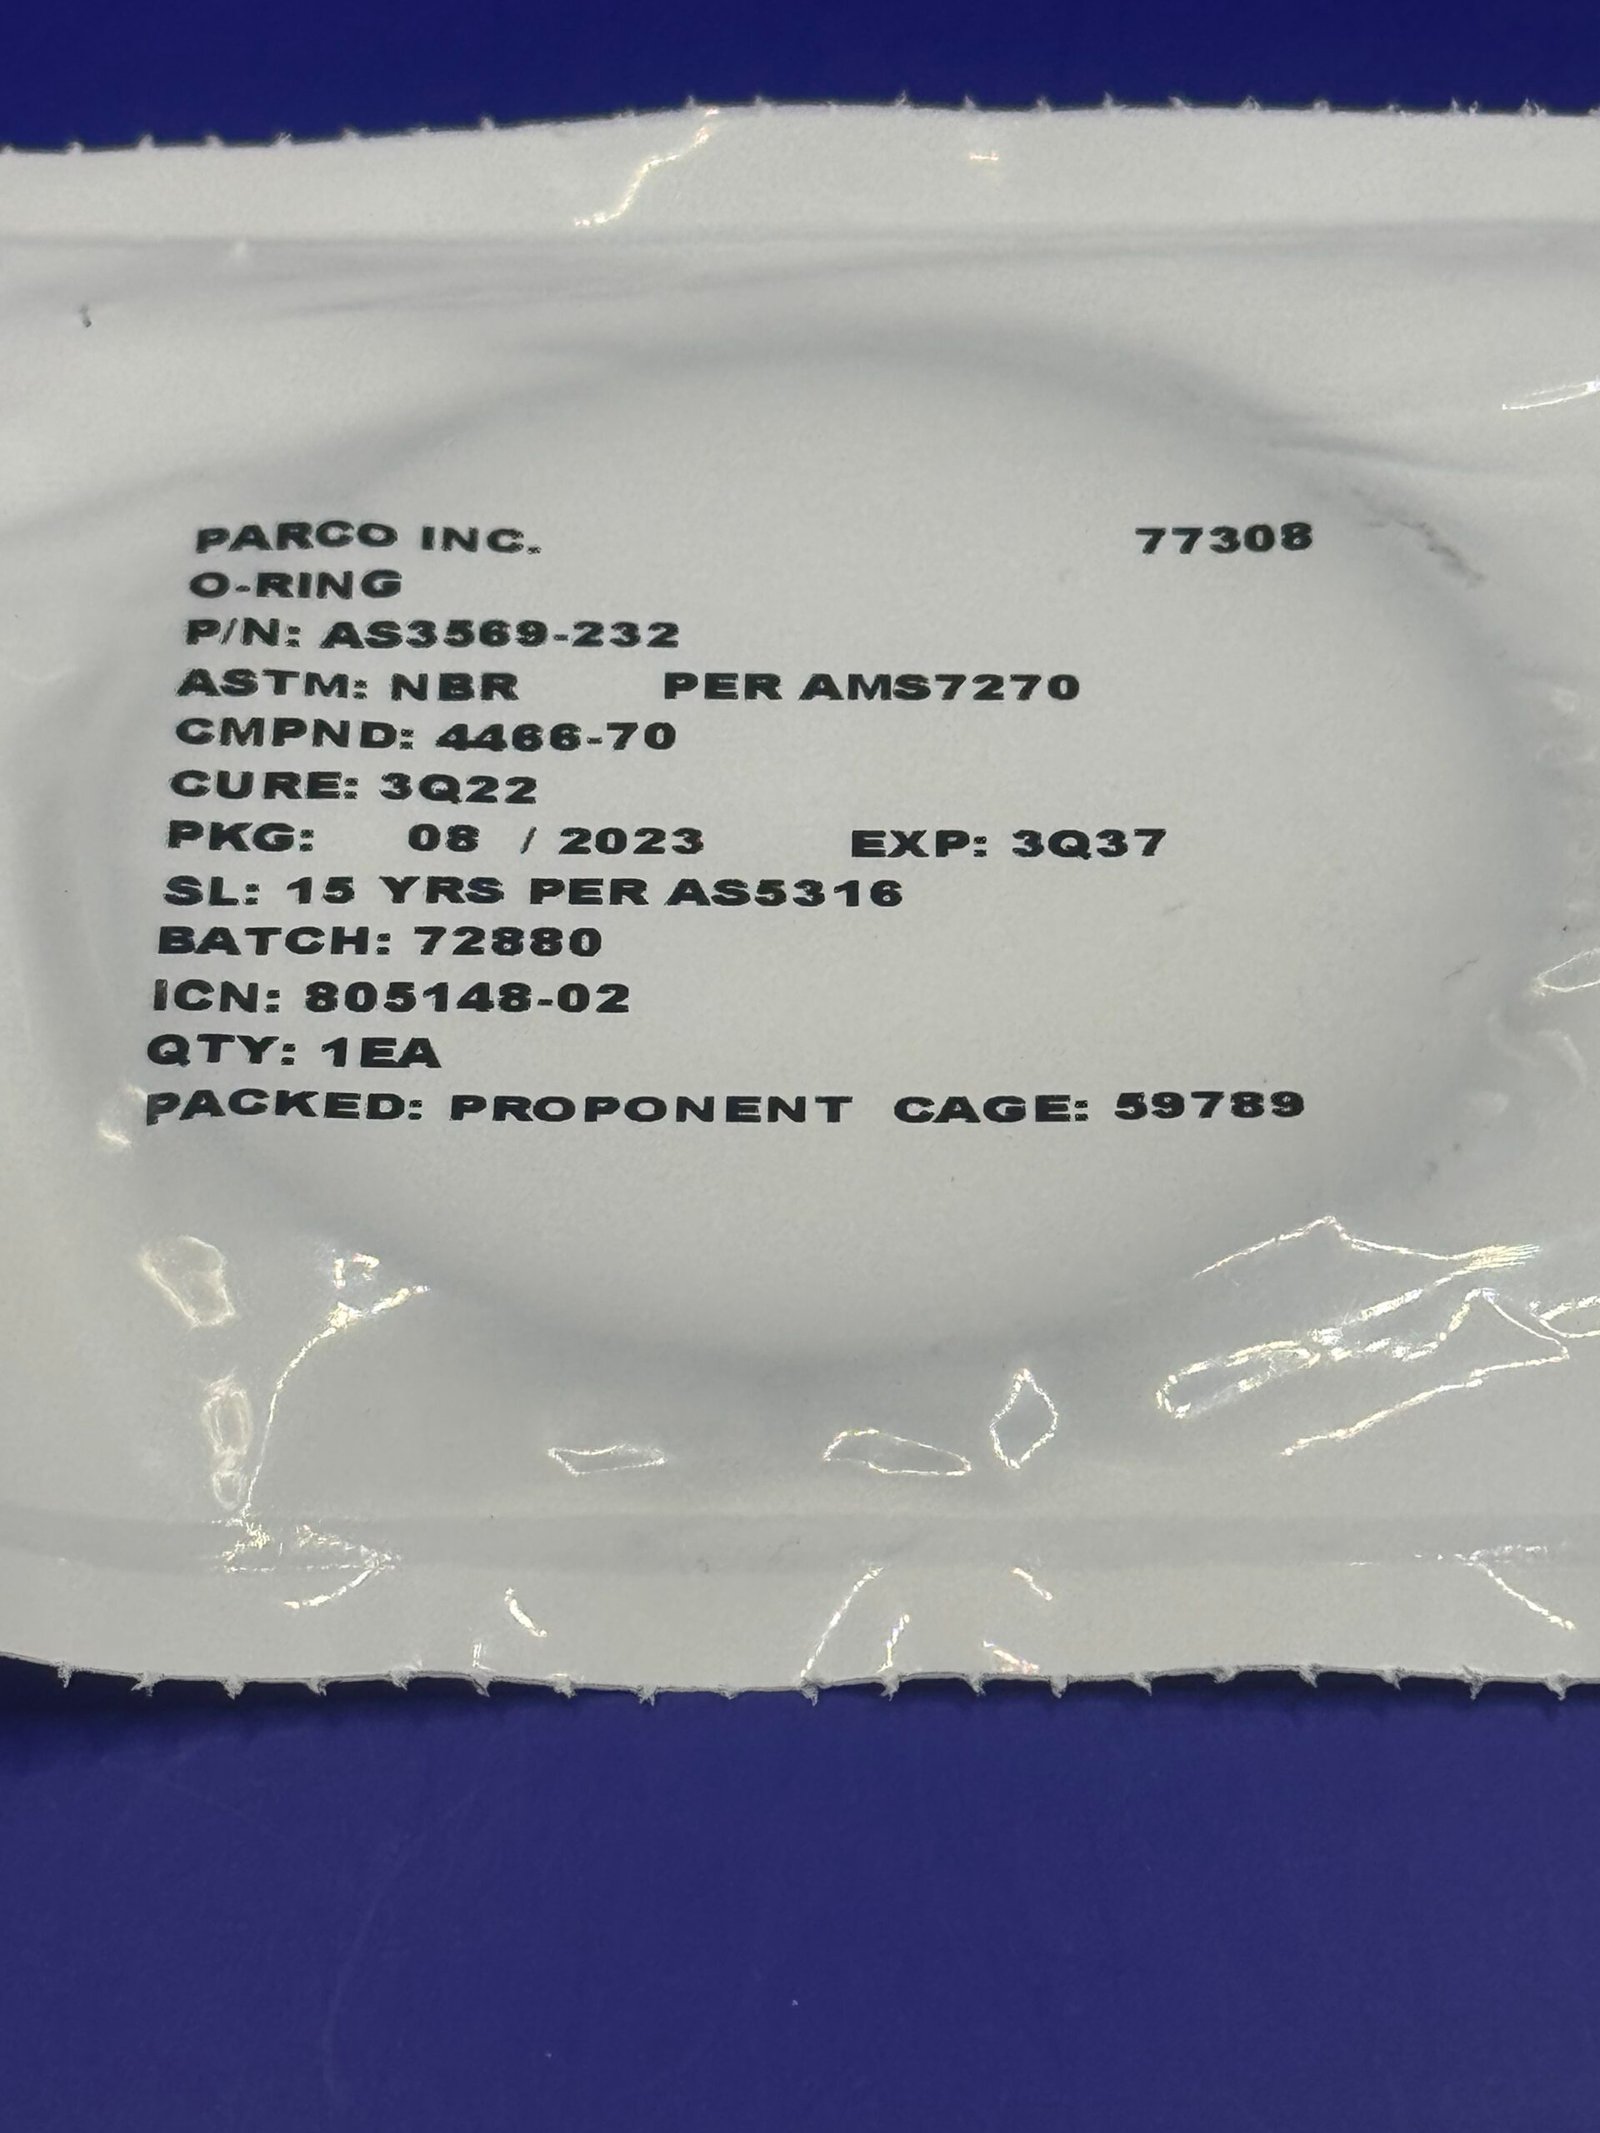 PARCO INC. 77308
O-RING
P/N: AS3569-232
ASTM: NBR PER AMS7270
CMPND: 4466-70
CURE: 3Q22
PKG: 08 / 2023 EXP: 3Q37
SL: 15 YRS PER AS5316
BATCH: 72880
ICN: 805148-02
QTY: 1EA
PACKED: PROPONENT CAGE: 59789